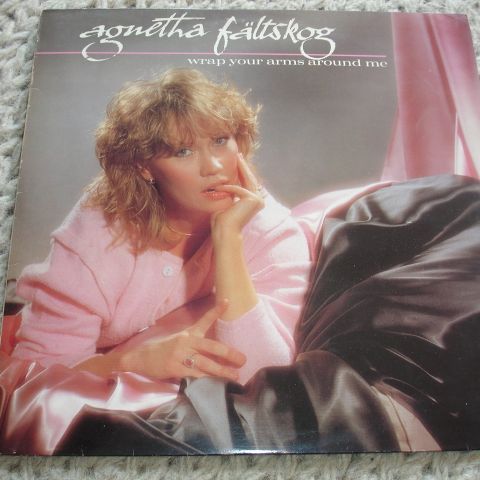 agnetha fältskog
wrap your arms around me